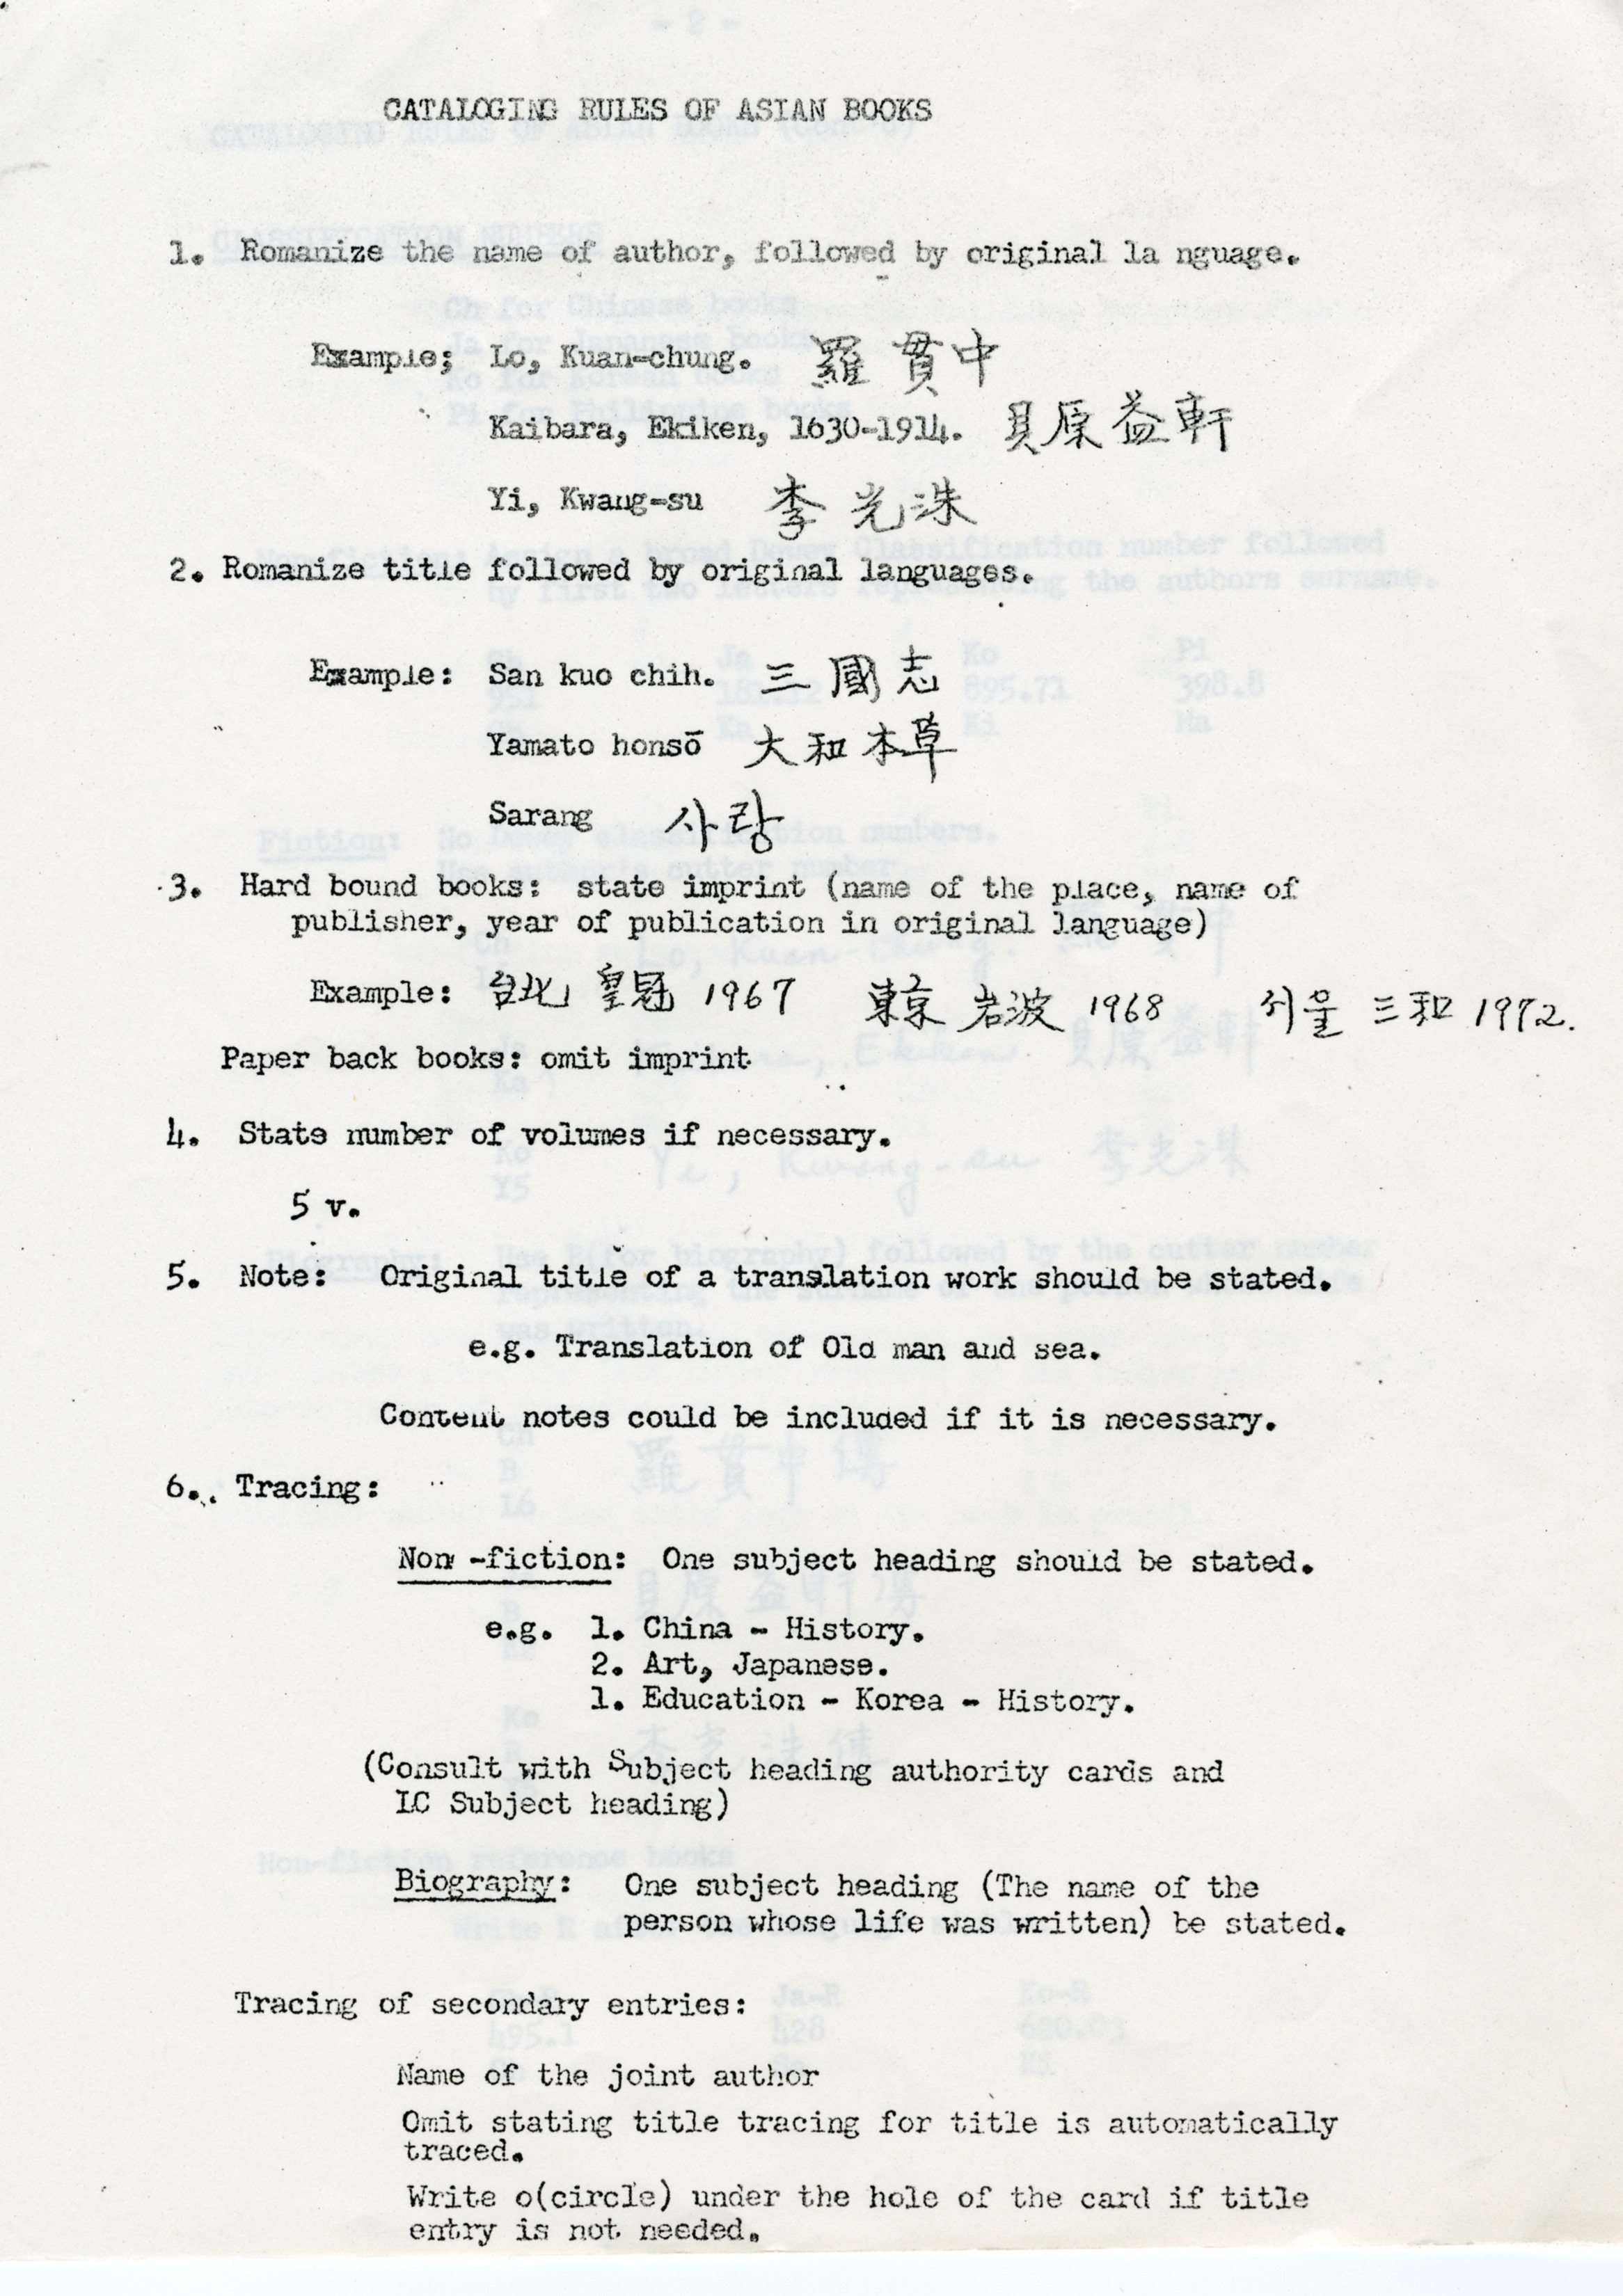 CATALOGING RULES OF ASIAN BOOKS
1. Romanize the name of author, followed by original la nguage.
Example; Lo, Kuan-chung. 羅貫中
Kaibara, Ekiken, 1630-1914. 貝原益軒
Yi, Kwang-su 李光洙
2. Romanize title followed by original languages.
Example: San kuo chih. 三國志
Yamato honsō 大和本草
Sarang 사랑
3. Hard bound books: state imprint (name of the place, name of
publisher, year of publication in original language)
Example: 台北 皇冠 1967 東京 岩波 1968 서울 三和 1972.
Paper back books: omit imprint
4. State number of volumes if necessary.
5 v.
5. Note: Original title of a translation work should be stated.
e.g. Translation of Old man and sea.
Content notes could be included if it is necessary.
6. Tracing:
Non -fiction: One subject heading should be stated.
e.g. 1. China - History.
2. Art, Japanese.
1. Education - Korea - History.
(Consult with Subject heading authority cards and
LC Subject heading)
Biography: One subject heading (The name of the
person whose life was written) be stated.
Tracing of secondary entries:
Name of the joint author
Omit stating title tracing for title is automatically
traced.
Write o(circle) under the hole of the card if title
entry is not needed.